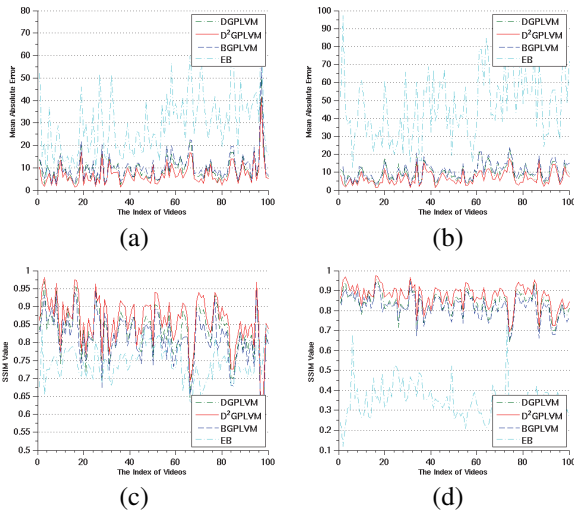 80
70
60
50
40
30
20
10
0
Mean Absolute Error
0 20 40 60 80 100
The Index of Videos
DGPLVM
D²GPLVM
BGPLVM
EB
(a)
100
90
80
70
60
50
40
30
20
10
0
Mean Absolute Error
0 20 40 60 80 100
The Index of Videos
DGPLVM
D²GPLVM
BGPLVM
EB
(b)
1
0.95
0.9
0.85
0.8
0.75
0.7
0.65
0.6
0.55
0.5
SSIM Value
0 20 40 60 80 100
The Index of Videos
DGPLVM
D²GPLVM
BGPLVM
EB
(c)
1
0.9
0.8
0.7
0.6
0.5
0.4
0.3
0.2
0.1
SSIM Value
0 20 40 60 80 100
The Index of Videos
DGPLVM
D²GPLVM
BGPLVM
EB
(d)